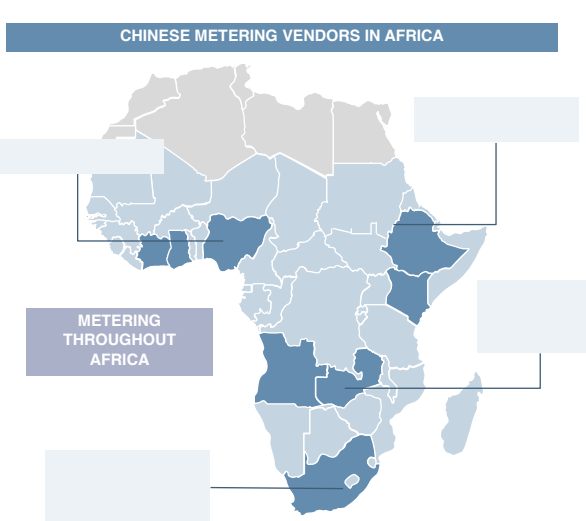 CHINESE METERING VENDORS IN AFRICA
METERING
THROUGHOUT
AFRICA